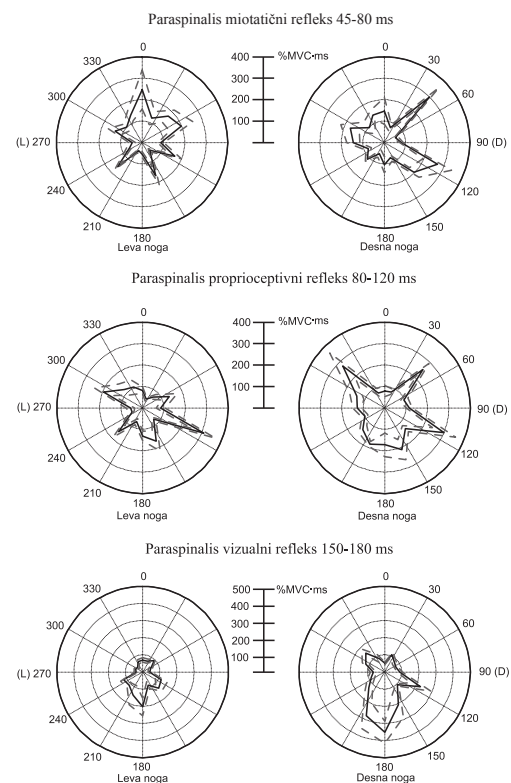 Paraspinalis miotatični refleks 45-80 ms
0
330
300
(L) 270
240
210
180
Leva noga
400
300
200
100
%MVC·ms
0
30
60
90 (D)
120
150
180
Desna noga
Paraspinalis proprioceptivni refleks 80-120 ms
0
330
300
(L) 270
240
210
180
Leva noga
400
300
200
100
%MVC·ms
0
30
60
90 (D)
120
150
180
Desna noga
Paraspinalis vizualni refleks 150-180 ms
0
330
300
(L) 270
240
210
180
Leva noga
500
400
300
200
100
%MVC·ms
0
30
60
90 (D)
120
150
180
Desna noga